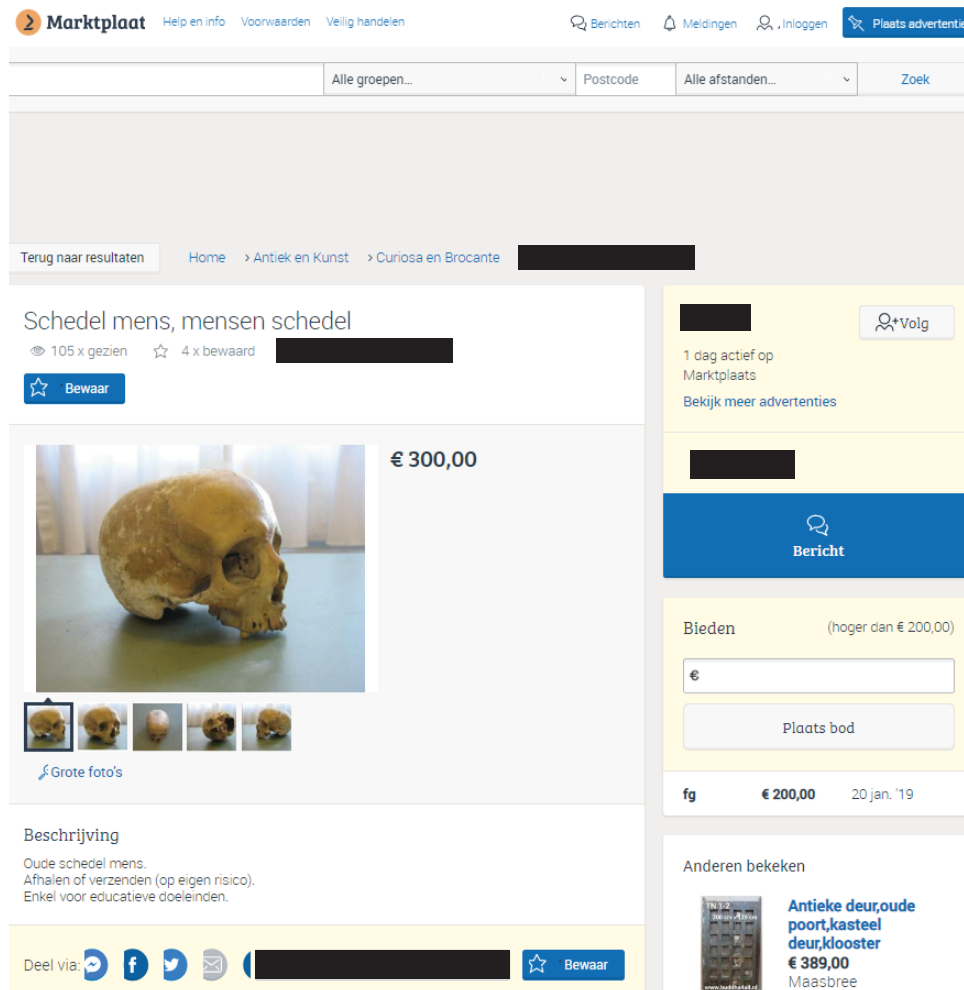 Marktplaat
Help en info
Voorwaarden
Veilig handelen
Berichten
Meldingen
, Inloggen
Plaats advertentie
Alle groepen...
Postcode
Alle afstanden...
Zoek
Terug naar resultaten
Home
> Antiek en Kunst
> Curiosa en Brocante
Schedel mens, mensen schedel
105 x gezien
4 x bewaard
Bewaar
€ 300,00
Grote foto's
Beschrijving
Oude schedel mens.
Afhalen of verzenden (op eigen risico).
Enkel voor educatieve doeleinden.
Deel via:
Bewaar
Volg
1 dag actief op
Marktplaats
Bekijk meer advertenties
Bericht
Bieden
(hoger dan € 200,00)
€
Plaats bod
fg € 200,00 20 jan. '19
Anderen bekeken
TN 1-2
Antieke deur,oude
poort,kasteel
deur,klooster
€ 389,00
Maasbree